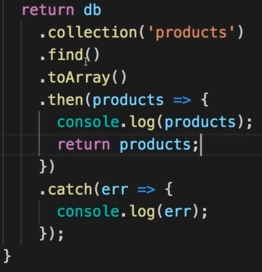 return db
.collection('products')
.find()
.toArray()
.then(products => {
console.log(products);
return products;
})
.catch(err => {
console.log(err);
});
}